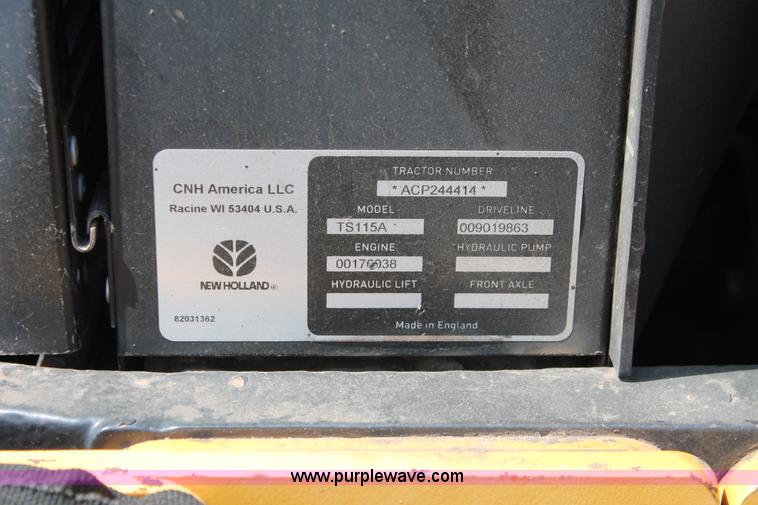 CNH America LLC
Racine WI 53404 U.S.A.
NEW HOLLAND®
82031362
TRACTOR NUMBER
* ACP244414 *
MODEL DRIVELINE
TS115A 009019863
ENGINE HYDRAULIC PUMP
00176038
HYDRAULIC LIFT FRONT AXLE
Made in England
www.purplewave.com